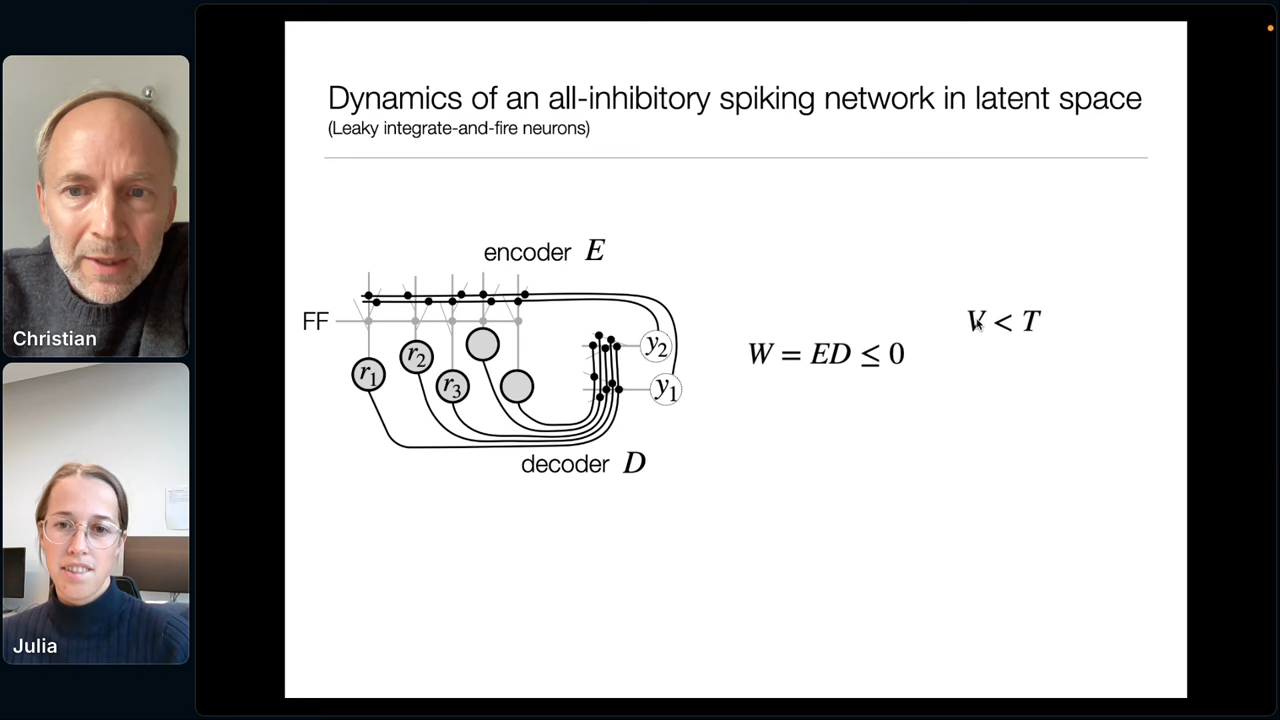 Dynamics of an all-inhibitory spiking network in latent space
(Leaky integrate-and-fire neurons)
encoder E
FF
r₁
r₂
r₃
y₂
y₁
decoder D
W = ED ≤ 0
V < T
Christian
Julia